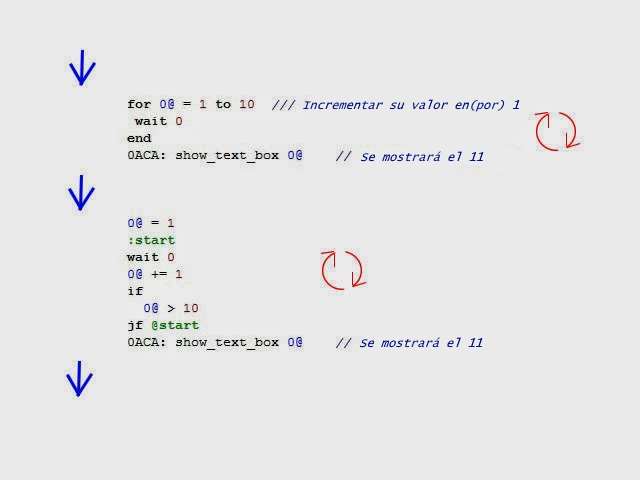 for 0@ = 1 to 10  /// Incrementar su valor en(por) 1
 wait 0
end
0ACA: show_text_box 0@    // Se mostrará el 11
0@ = 1
:start
wait 0
0@ += 1
if
  0@ > 10
jf @start
0ACA: show_text_box 0@    // Se mostrará el 11